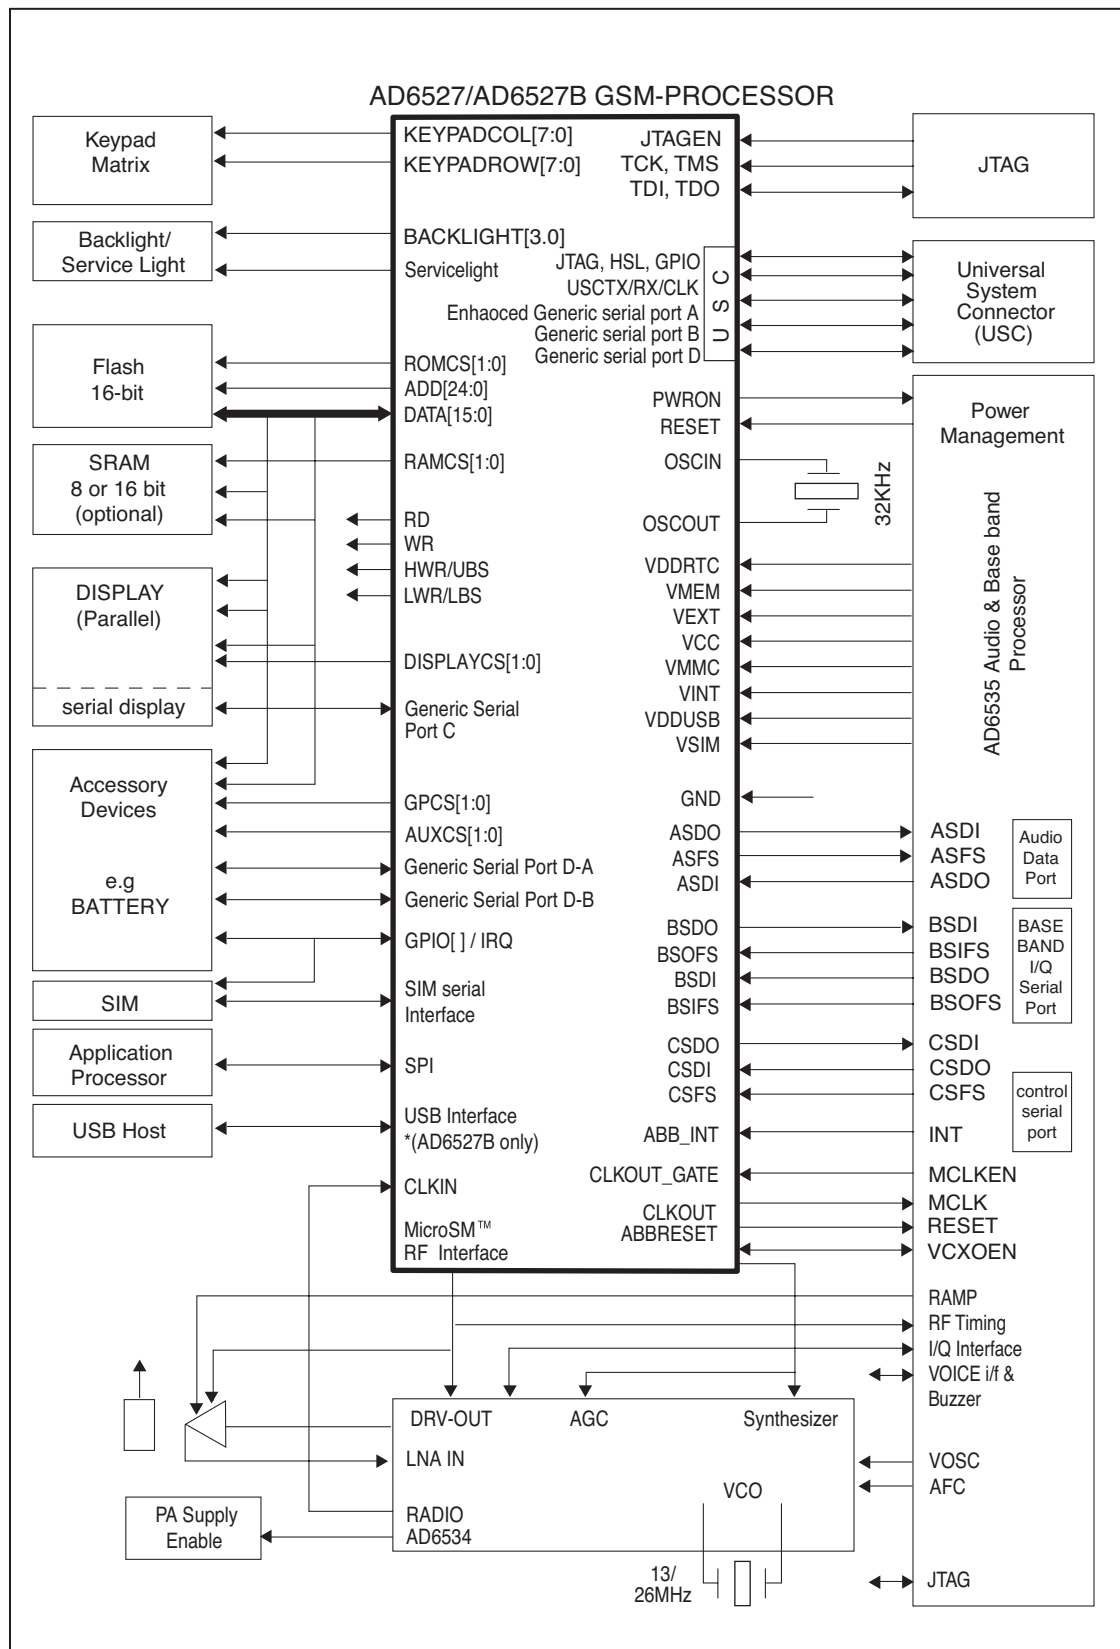 AD6527/AD6527B GSM-PROCESSOR
Keypad
Matrix
Backlight/
Service Light
Flash
16-bit
SRAM
8 or 16 bit
(optional)
DISPLAY
(Parallel)
serial display
Accessory
Devices
e.g
BATTERY
SIM
Application
Processor
USB Host
KEYPADCOL[7:0]
KEYPADROW[7:0]
BACKLIGHT[3.0]
Servicelight
ROMCS[1:0]
ADD[24:0]
DATA[15:0]
RAMCS[1:0]
RD
WR
HWR/UBS
LWR/LBS
DISPLAYCS[1:0]
Generic Serial
Port C
GPCS[1:0]
AUXCS[1:0]
Generic Serial Port D-A
Generic Serial Port D-B
GPIO[ ] / IRQ
SIM serial
Interface
SPI
USB Interface
*(AD6527B only)
CLKIN
MicroSM™
RF Interface
JTAGEN
TCK, TMS
TDI, TDO
JTAG, HSL, GPIO
USCTX/RX/CLK
Enhaoced Generic serial port A
Generic serial port B
Generic serial port D
U S C
PWRON
RESET
OSCIN
OSCOUT
32KHz
VDDRTC
VMEM
VEXT
VCC
VMMC
VINT
VDDUSB
VSIM
GND
ASDO
ASFS
ASDI
BSDO
BSOFS
BSDI
BSIFS
CSDO
CSDI
CSFS
ABB_INT
CLKOUT_GATE
CLKOUT
ABBRESET
JTAG
Universal
System
Connector
(USC)
Power
Management
AD6535 Audio & Base band
Processor
ASDI
ASFS
ASDO
Audio
Data
Port
BSDI
BSIFS
BSDO
BSOFS
BASE
BAND
I/Q
Serial
Port
CSDI
CSDO
CSFS
INT
control
serial
port
MCLKEN
MCLK
RESET
VCXOEN
RAMP
RF Timing
I/Q Interface
VOICE i/f &
Buzzer
VOSC
AFC
JTAG
DRV-OUT
AGC
Synthesizer
LNA IN
VCO
RADIO
AD6534
PA Supply
Enable
13/
26MHz